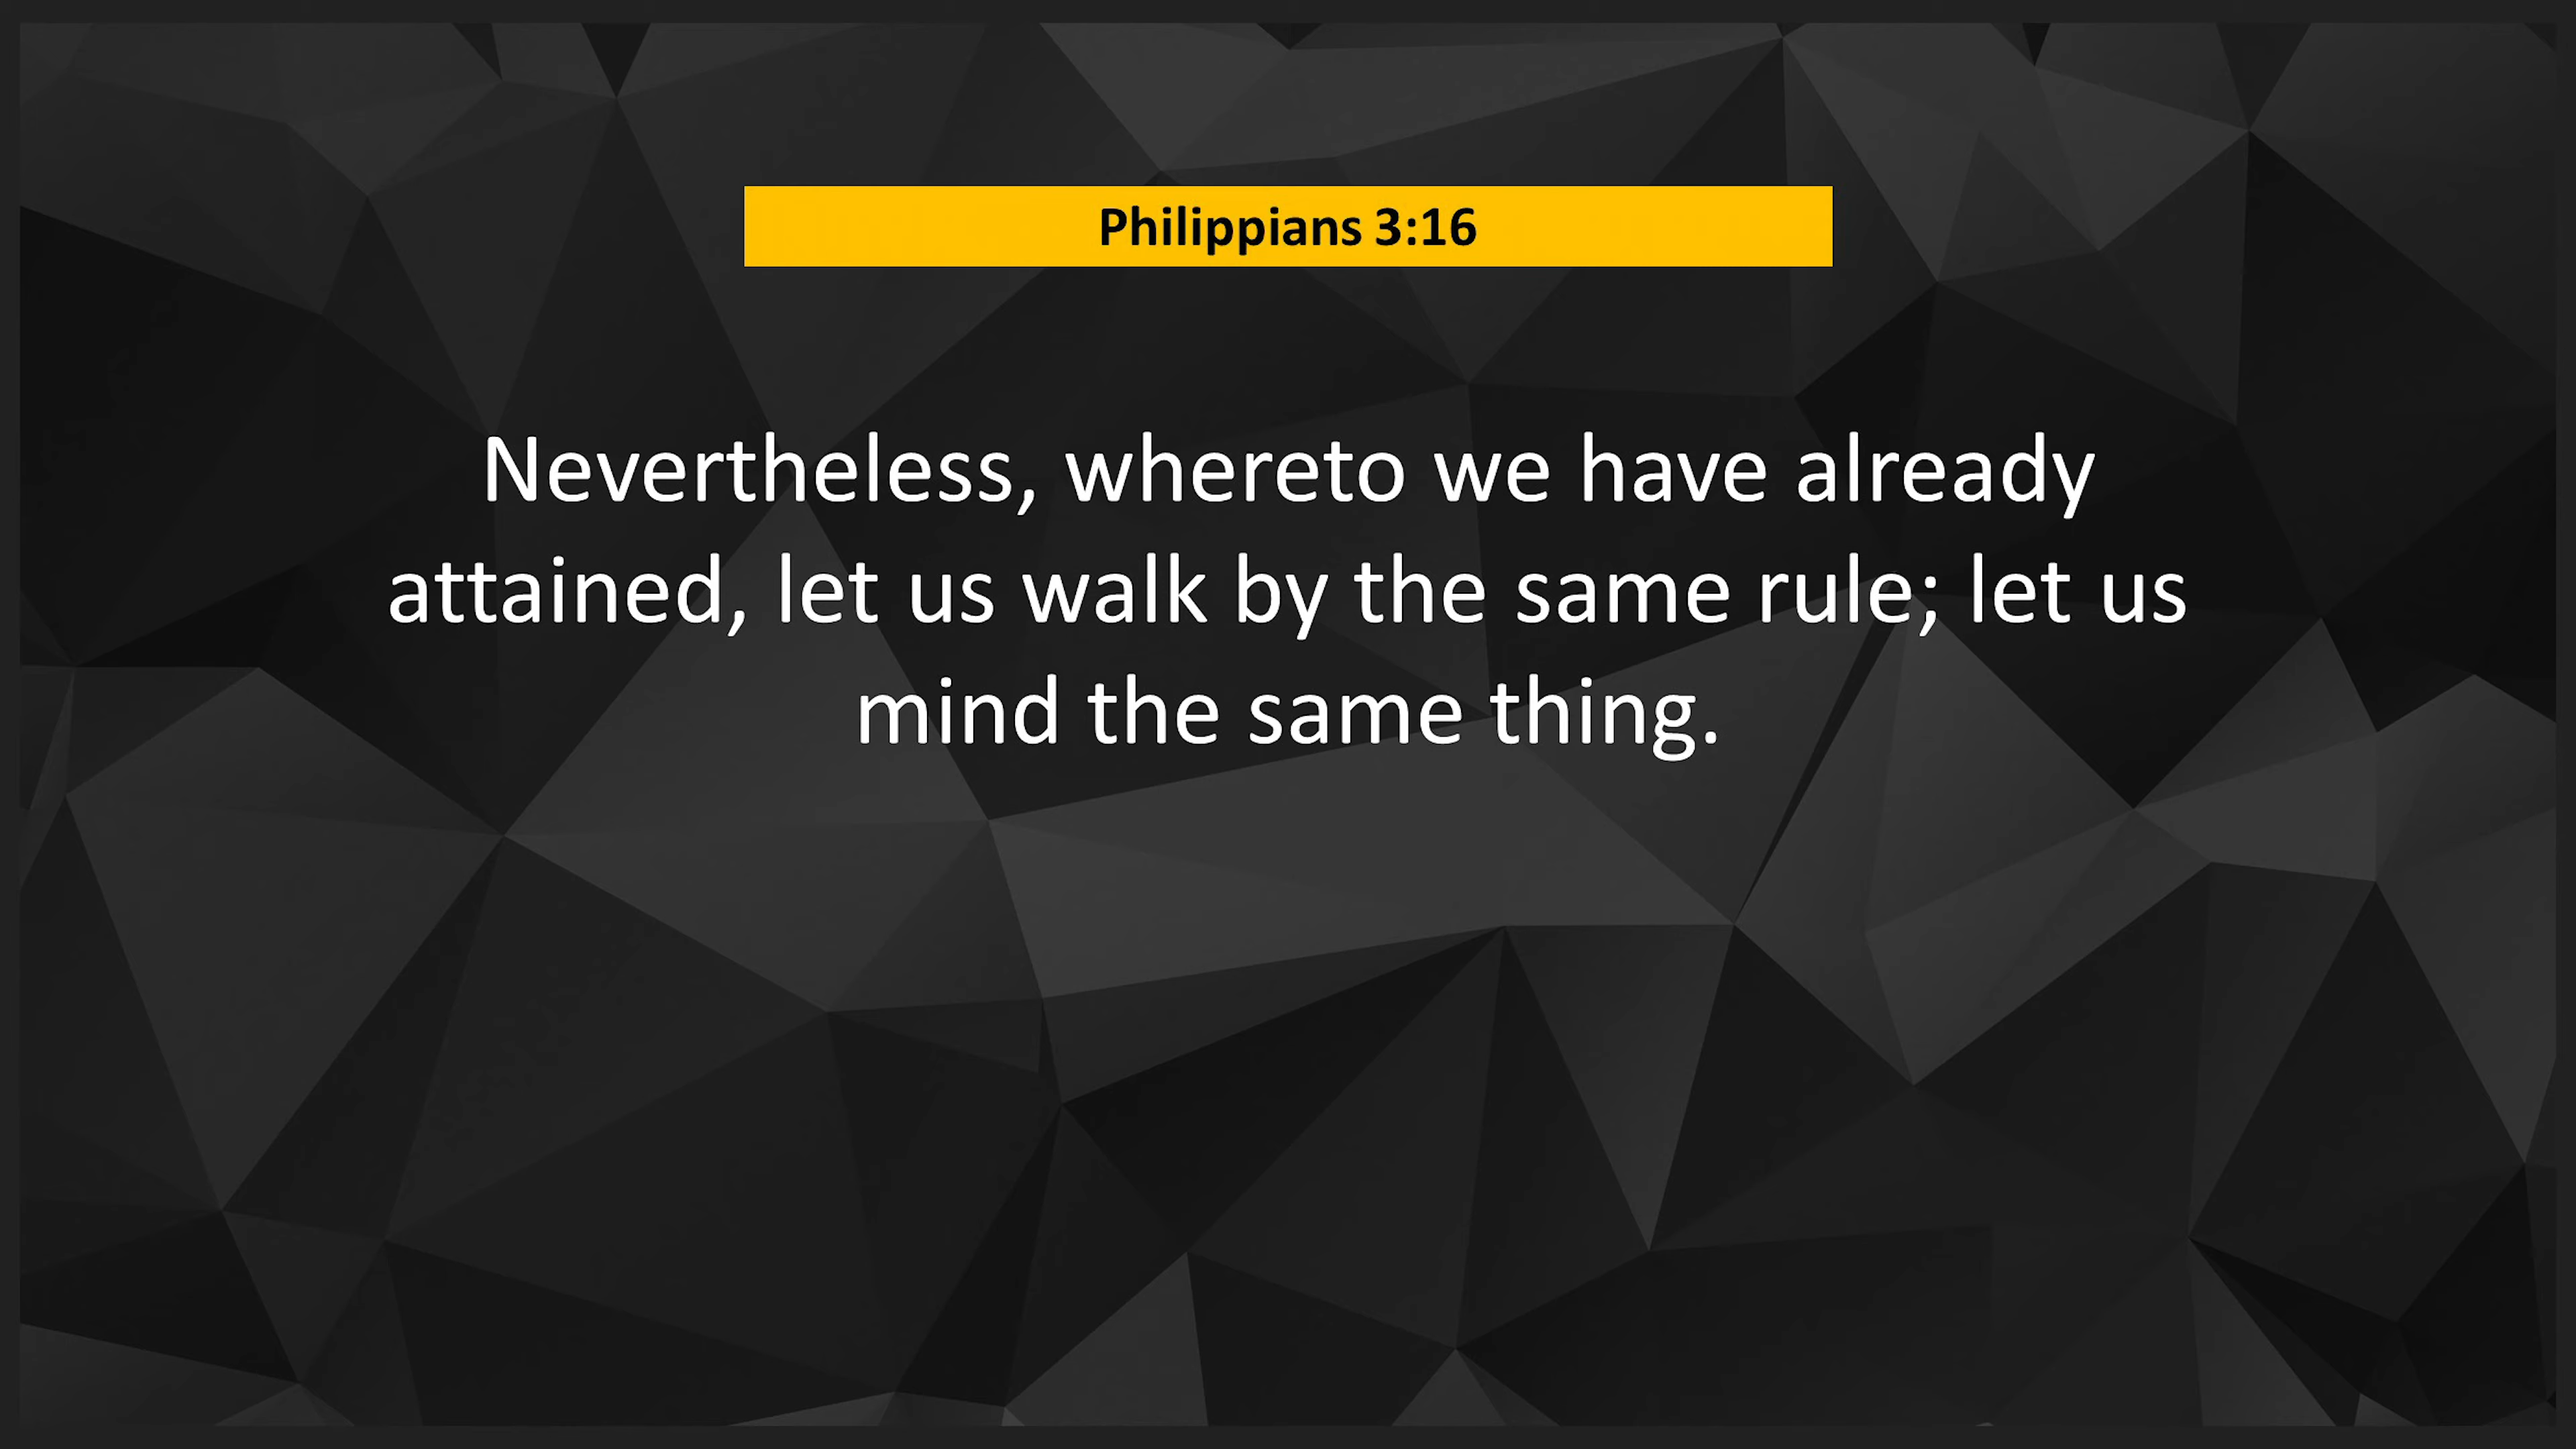 Philippians 3:16
Nevertheless, whereto we have already
attained, let us walk by the same rule; let us
mind the same thing.